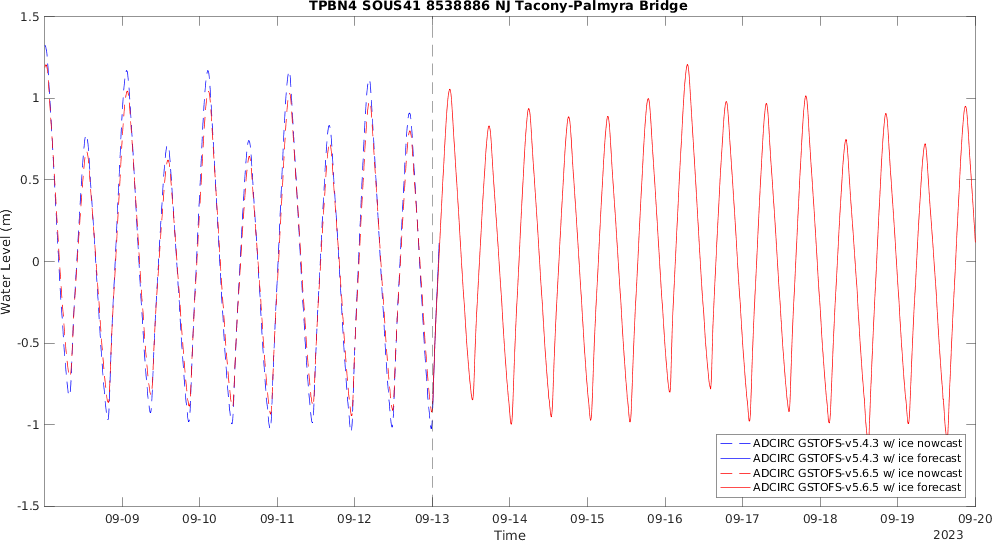 TPBN4 SOUS41 8538886 NJ Tacony-Palmyra Bridge
1.5
1
0.5
0
-0.5
-1
-1.5
Water Level (m)
09-09 09-10 09-11 09-12 09-13 09-14 09-15 09-16 09-17 09-18 09-19 09-20
Time
2023
ADCIRC GSTOFS-v5.4.3 w/ ice nowcast
ADCIRC GSTOFS-v5.4.3 w/ ice forecast
ADCIRC GSTOFS-v5.6.5 w/ ice nowcast
ADCIRC GSTOFS-v5.6.5 w/ ice forecast